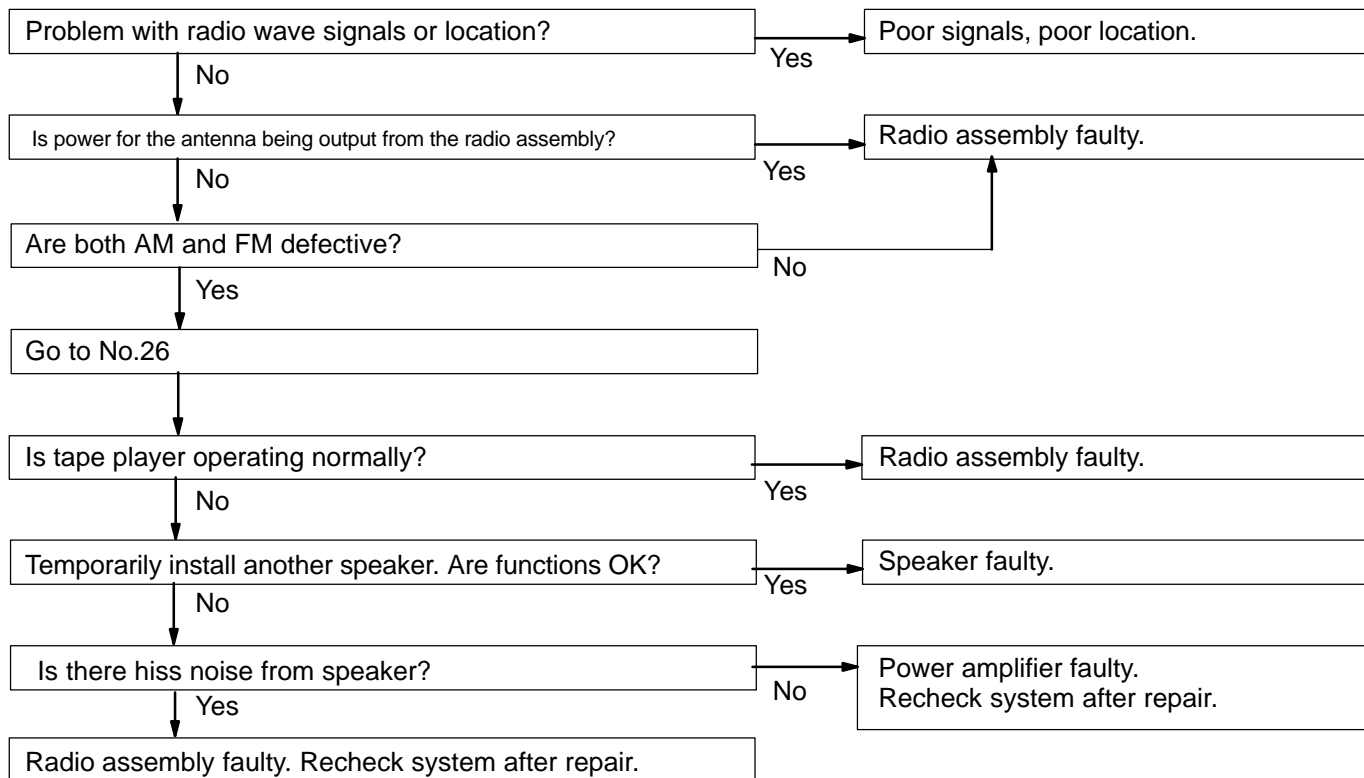 Problem with radio wave signals or location?
Yes
Poor signals, poor location.
No
Is power for the antenna being output from the radio assembly?
Yes
Radio assembly faulty.
No
Are both AM and FM defective?
No
Yes
Go to No.26
Is tape player operating normally?
Yes
Radio assembly faulty.
No
Temporarily install another speaker. Are functions OK?
Yes
Speaker faulty.
No
Is there hiss noise from speaker?
No
Power amplifier faulty.
Recheck system after repair.
Yes
Radio assembly faulty. Recheck system after repair.